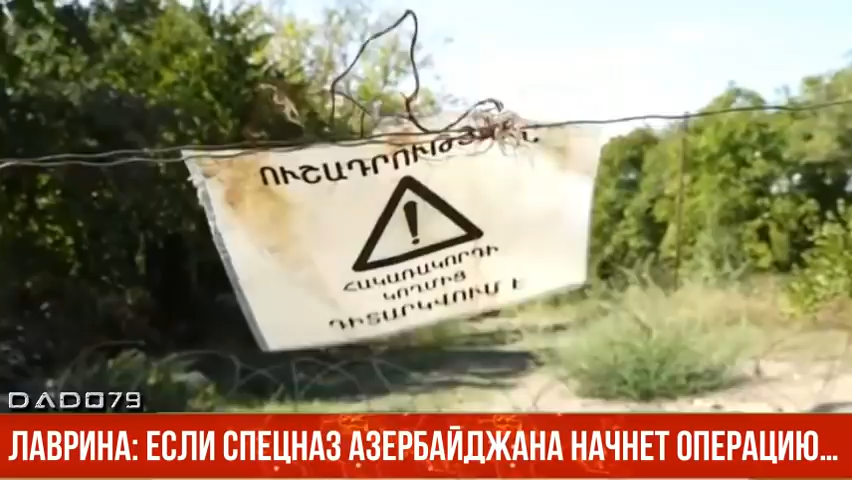 ՈՒՇԱԴՐՈՒԹՅՈՒՆ
ՀԱԿԱՌԱԿՈՐԴԻ
ԿՈՂՄԻՑ
ԴԻՏԱՐԿՎՈՒՄ Է
DADO79
ЛАВРИНА: ЕСЛИ СПЕЦНАЗ АЗЕРБАЙДЖАНА НАЧНЕТ ОПЕРАЦИЮ...